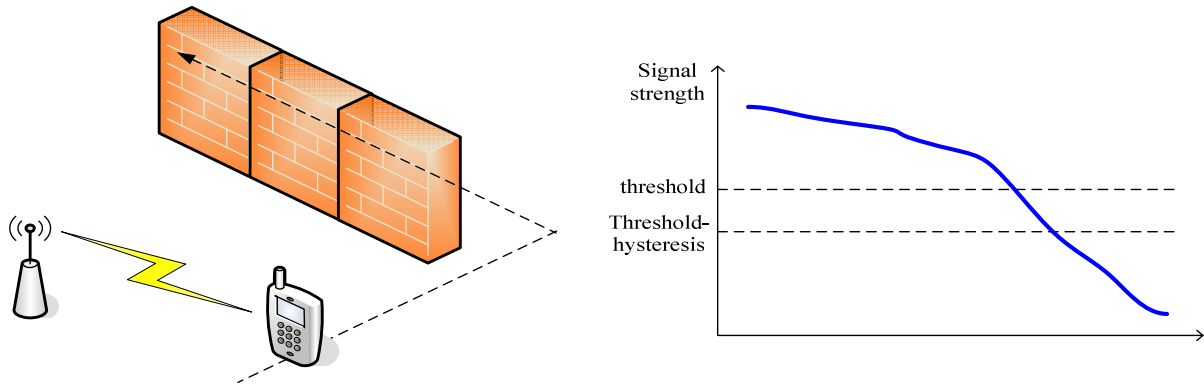 Signal
strength
threshold
Threshold-
hysteresis